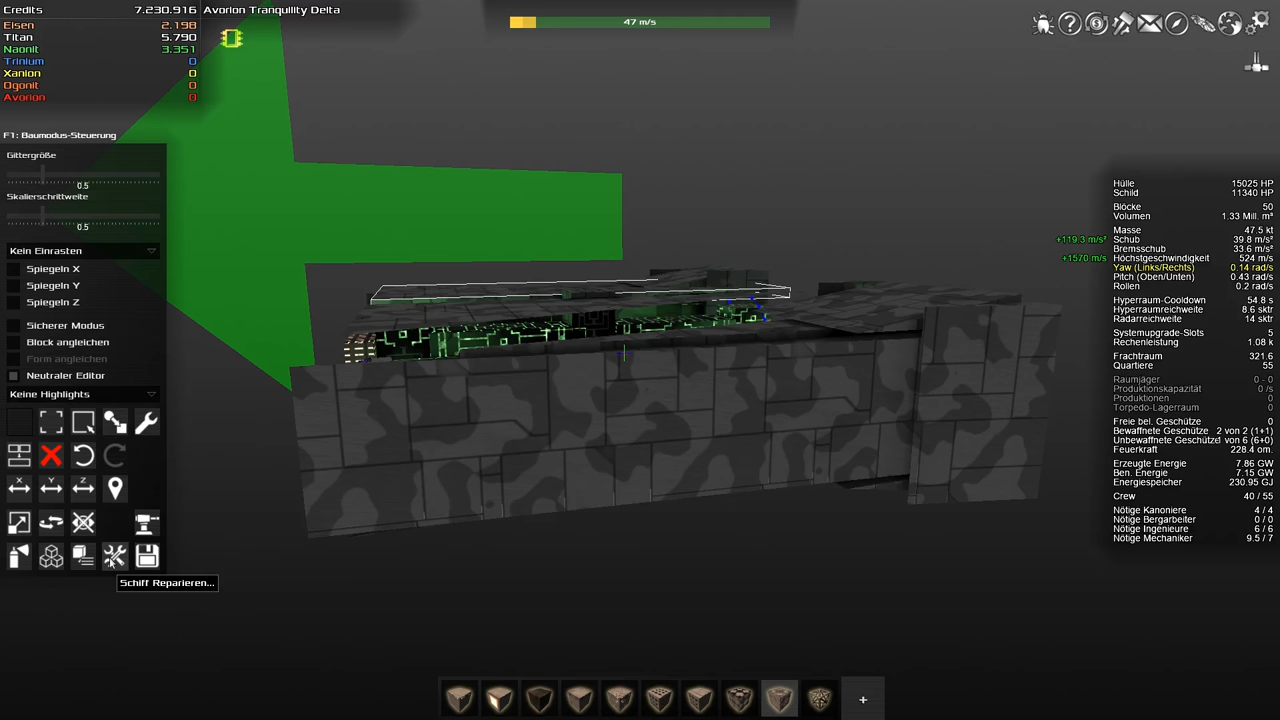 Credits 7.230.916
Avorion Tranquility Delta
Eisen 2.198
Titan 5.790
Naonit 3.351
Trinium 0
Xanion 0
Ogonit 0
Avorion 0
47 m/s
F1: Baumodus-Steuerung
Gittergröße
0.5
Skalierschrittweite
0.5
Kein Einrasten
Spiegeln X
Spiegeln Y
Spiegeln Z
Sicherer Modus
Block angleichen
Form angleichen
Neutraler Editor
Keine Highlights
X Y Z
Schiff Reparieren...
Hülle 15025 HP
Schild 11340 HP
Blöcke 50
Volumen 1.33 Mill. m³
Masse 47.5 kt
+119.3 m/s² Schub 39.8 m/s²
Bremsschub 33.6 m/s²
+1570 m/s Höchstgeschwindigkeit 524 m/s
Yaw (Links/Rechts) 0.14 rad/s
Pitch (Oben/Unten) 0.43 rad/s
Rollen 0.2 rad/s
Hyperraum-Cooldown 54.8 s
Hyperraumreichweite 8.6 sktr
Radarreichweite 14 sktr
Systemupgrade-Slots 5
Rechenleistung 1.08 k
Frachtraum 321.6
Quartiere 55
Raumjäger 0 - 0
Produktionskapazität 0 /s
Produktionen 0
Torpedo-Lagerraum 0
Freie bel. Geschütze 0
Bewaffnete Geschütze 2 von 2 (1+1)
Unbewaffnete Geschütze 6 von 6 (6+0)
Feuerkraft 228.4 om.
Erzeugte Energie 7.86 GW
Ben. Energie 7.15 GW
Energiespeicher 230.95 GJ
Crew 40 / 55
Nötige Kanoniere 4 / 4
Nötige Bergarbeiter 0 / 0
Nötige Ingenieure 6 / 6
Nötige Mechaniker 9.5 / 7